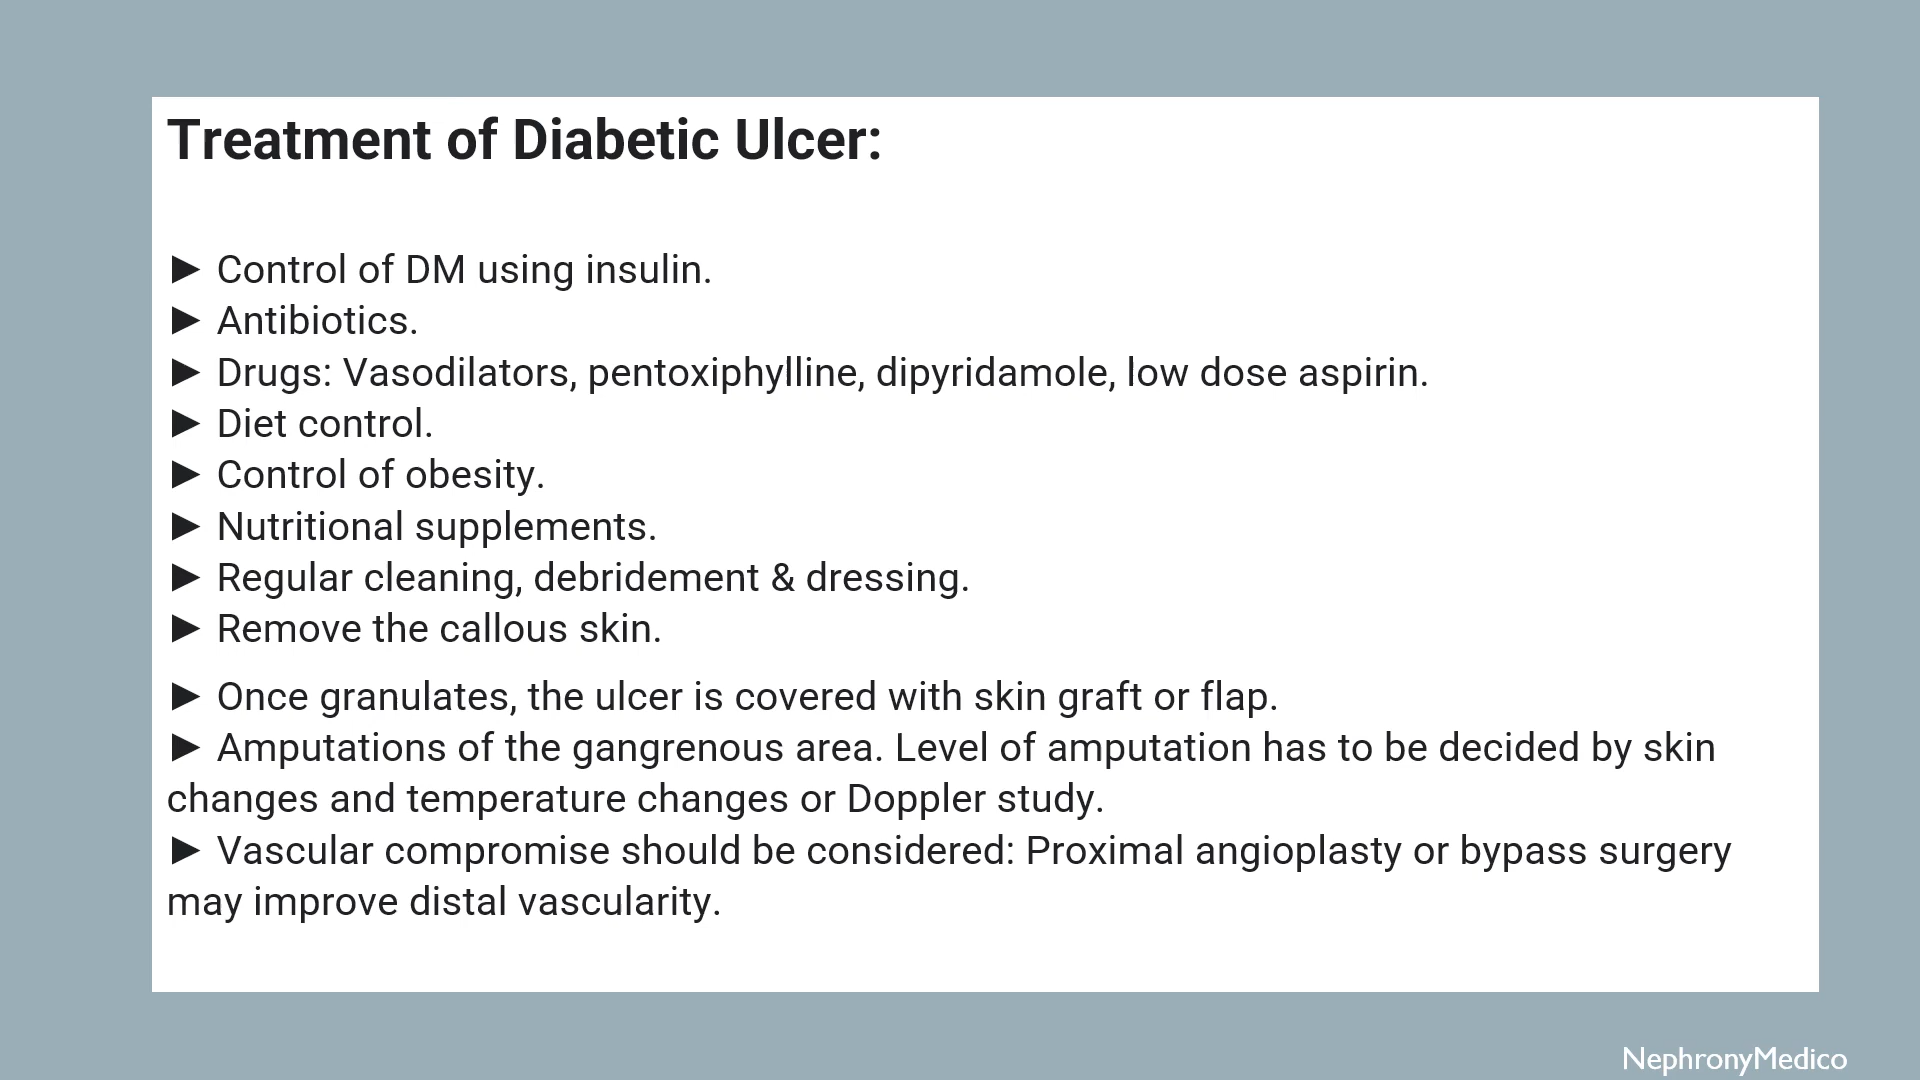 Treatment of Diabetic Ulcer:
► Control of DM using insulin.
► Antibiotics.
► Drugs: Vasodilators, pentoxiphylline, dipyridamole, low dose aspirin.
► Diet control.
► Control of obesity.
► Nutritional supplements.
► Regular cleaning, debridement & dressing.
► Remove the callous skin.
► Once granulates, the ulcer is covered with skin graft or flap.
► Amputations of the gangrenous area. Level of amputation has to be decided by skin
changes and temperature changes or Doppler study.
► Vascular compromise should be considered: Proximal angioplasty or bypass surgery
may improve distal vascularity.
NephronyMedico